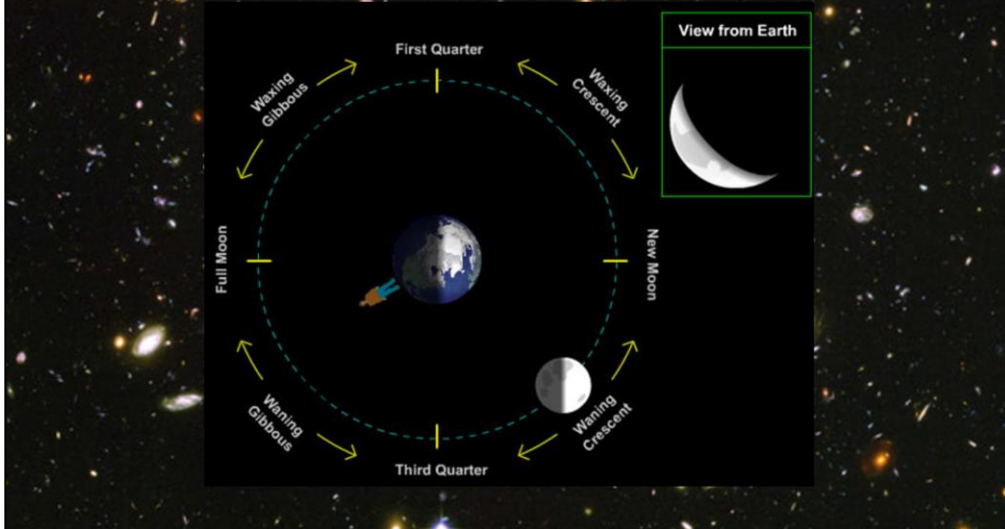 First Quarter
View from Earth
Waxing
Gibbous
Waxing
Crescent
Full Moon
New Moon
Waning
Gibbous
Waning
Crescent
Third Quarter